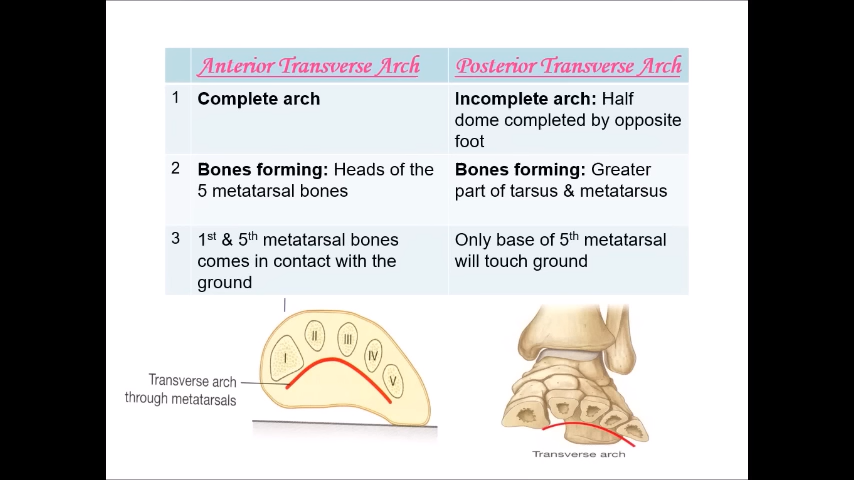 Anterior Transverse Arch
Posterior Transverse Arch
1
Complete arch
Incomplete arch: Half
dome completed by opposite
foot
2
Bones forming: Heads of the
5 metatarsal bones
Bones forming: Greater
part of tarsus & metatarsus
3
1st & 5th metatarsal bones
comes in contact with the
ground
Only base of 5th metatarsal
will touch ground
I
II
III
IV
V
Transverse arch
through metatarsals
Transverse arch